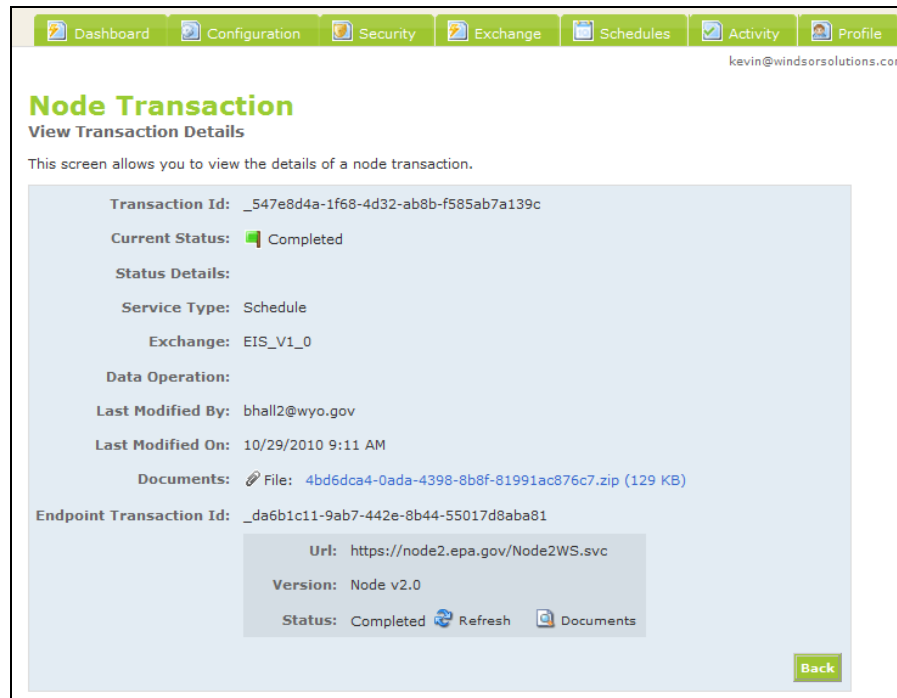 Dashboard Configuration Security Exchange Schedules Activity Profile
kevin@windsorsolutions.co
Node Transaction
View Transaction Details
This screen allows you to view the details of a node transaction.
Transaction Id: _547e8d4a-1f68-4d32-ab8b-f585ab7a139c
Current Status: Completed
Status Details:
Service Type: Schedule
Exchange: EIS_V1_0
Data Operation:
Last Modified By: bhall2@wyo.gov
Last Modified On: 10/29/2010 9:11 AM
Documents: File: 4bd6dca4-0ada-4398-8b8f-81991ac876c7.zip (129 KB)
Endpoint Transaction Id: _da6b1c11-9ab7-442e-8b44-55017d8aba81
Url: https://node2.epa.gov/Node2WS.svc
Version: Node v2.0
Status: Completed Refresh Documents
Back